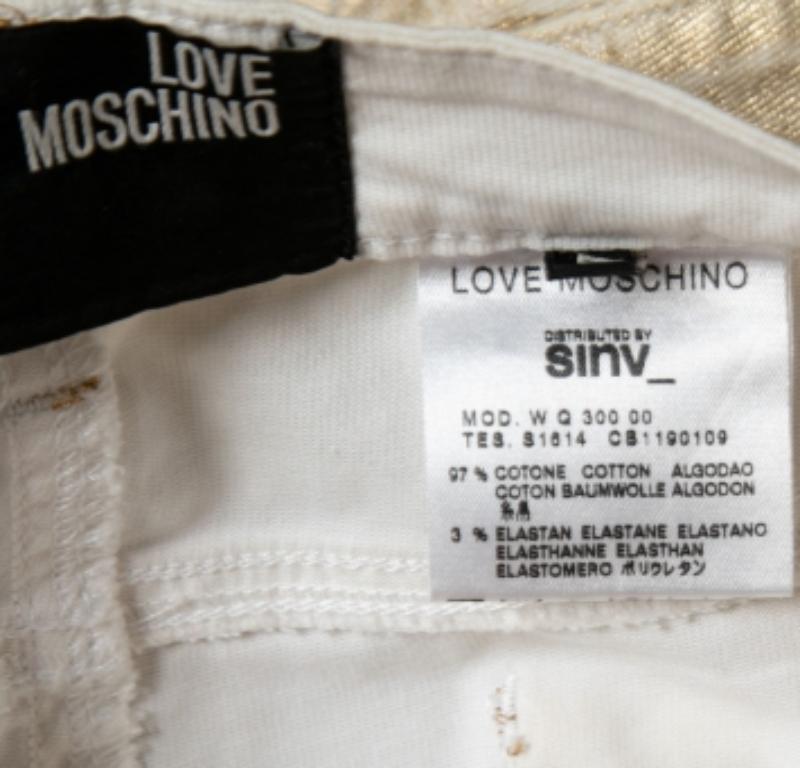 LOVE
MOSCHINO
LOVE MOSCHINO
DISTRIBUTED BY
sinv_
MOD. W Q 300 00
TES. S1614 CB1190109
97 % COTONE COTTON ALGODAO
COTON BAUMWOLLE ALGODON
3 % ELASTAN ELASTANE ELASTANO
ELASTHANNE ELASTHAN
ELASTOMERO ポリウレタン